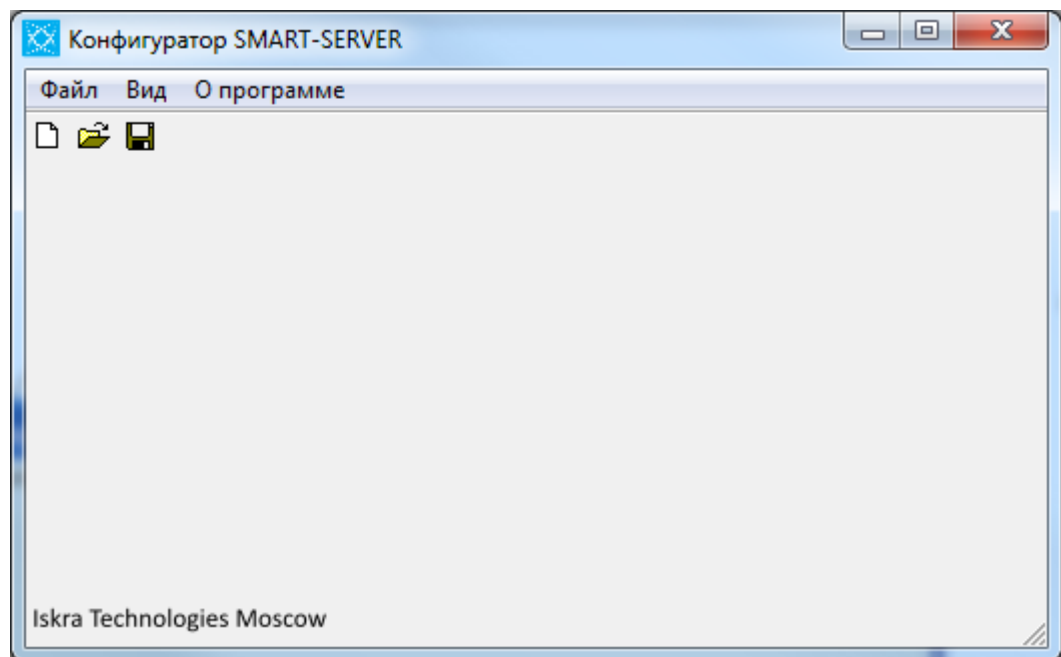 Конфигуратор SMART-SERVER
Файл Вид О программе
Iskra Technologies Moscow